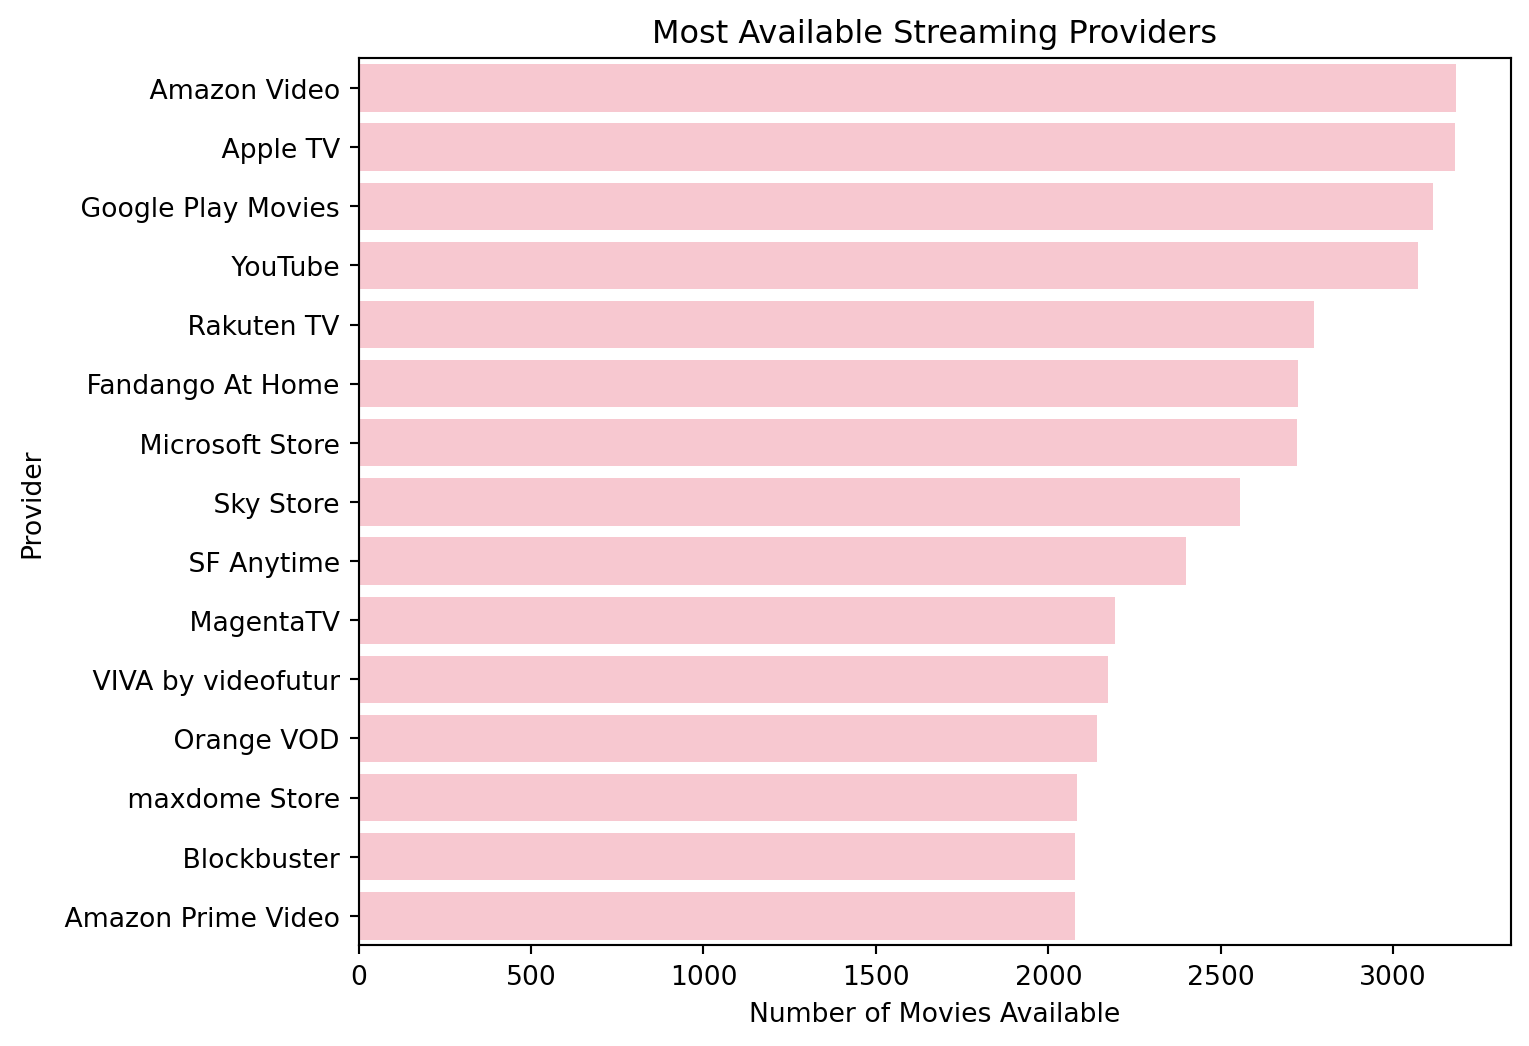 Most Available Streaming Providers
Amazon Video
Apple TV
Google Play Movies
YouTube
Rakuten TV
Fandango At Home
Microsoft Store
Sky Store
SF Anytime
MagentaTV
VIVA by videofutur
Orange VOD
maxdome Store
Blockbuster
Amazon Prime Video
Provider
0 500 1000 1500 2000 2500 3000
Number of Movies Available